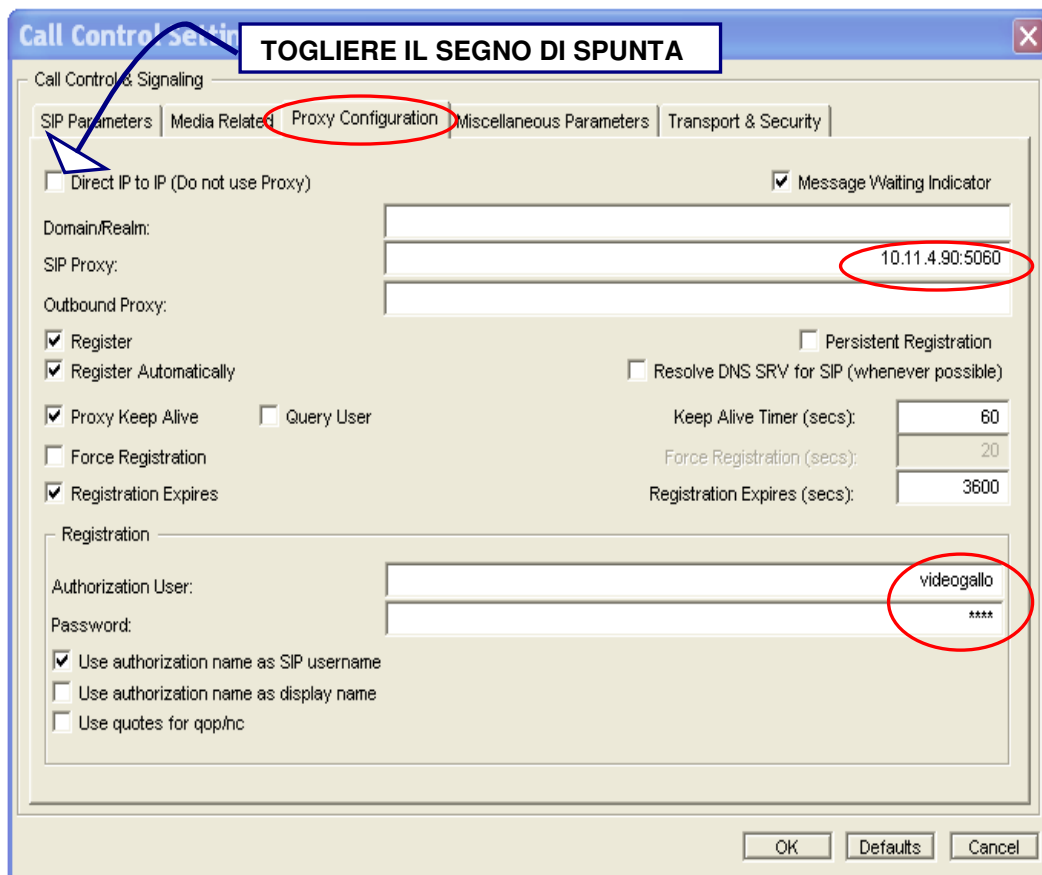 Call Control Settin
TOGLIERE IL SEGNO DI SPUNTA
Call Control & Signaling
SIP Parameters Media Related Proxy Configuration Miscellaneous Parameters Transport & Security
Direct IP to IP (Do not use Proxy) Message Waiting Indicator
Domain/Realm:
SIP Proxy: 10.11.4.90:5060
Outbound Proxy:
Register Persistent Registration
Register Automatically Resolve DNS SRV for SIP (whenever possible)
Proxy Keep Alive Query User Keep Alive Timer (secs): 60
Force Registration Force Registration (secs): 20
Registration Expires Registration Expires (secs): 3600
Registration
Authorization User: videogallo
Password: ****
Use authorization name as SIP username
Use authorization name as display name
Use quotes for qop/nc
OK Defaults Cancel